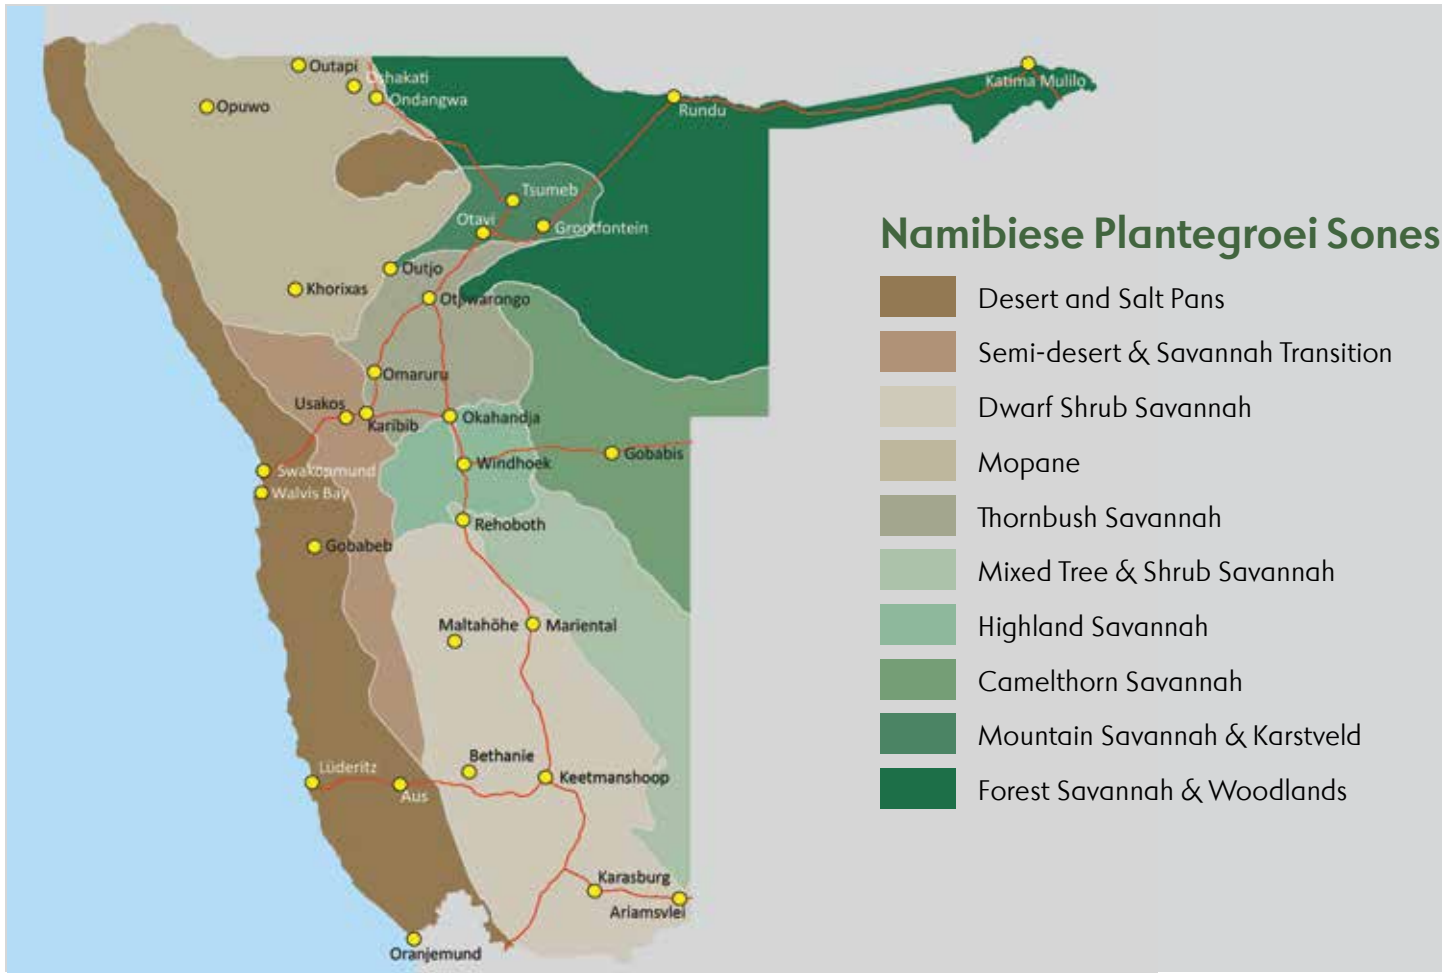 Outapi
Oshakati
Ondangwa
Opuwo
Katima Mulilo
Rundu
Tsumeb
Otavi
Grootfontein
Outjo
Khorixas
Otjiwarongo
Omaruru
Usakos
Karibib
Okahandja
Gobabis
Windhoek
Swakopmund
Walvis Bay
Rehoboth
Gobabeb
Maltahöhe
Mariental
Bethanie
Lüderitz
Keetmanshoop
Aus
Karasburg
Ariamsvlei
Oranjemund
Namibiese Plantegroei Sones
Desert and Salt Pans
Semi-desert & Savannah Transition
Dwarf Shrub Savannah
Mopane
Thornbush Savannah
Mixed Tree & Shrub Savannah
Highland Savannah
Camelthorn Savannah
Mountain Savannah & Karstveld
Forest Savannah & Woodlands